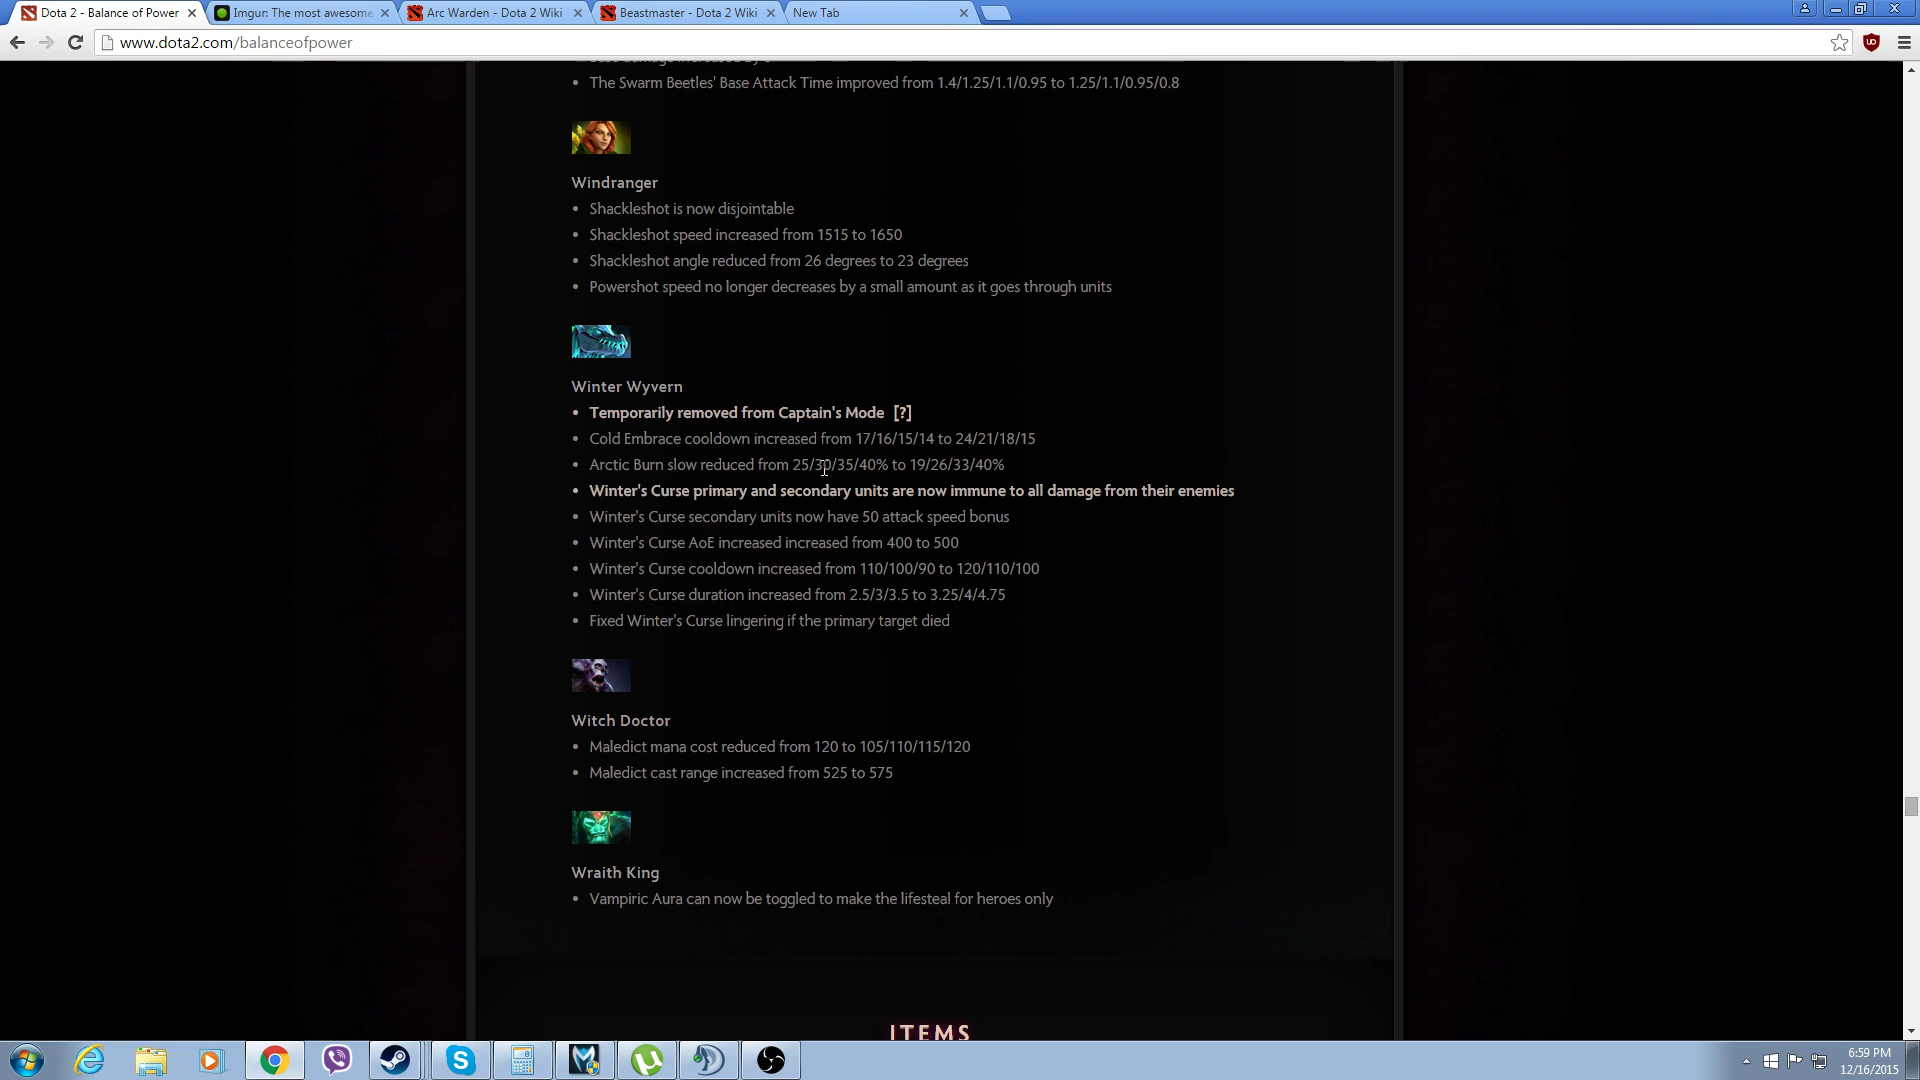 Dota 2 - Balance of Power
Imgur: The most awesome
Arc Warden - Dota 2 Wiki
Beastmaster - Dota 2 Wiki
New Tab
www.dota2.com/balanceofpower
• The Swarm Beetles' Base Attack Time improved from 1.4/1.25/1.1/0.95 to 1.25/1.1/0.95/0.8
Windranger
• Shackleshot is now disjointable
• Shackleshot speed increased from 1515 to 1650
• Shackleshot angle reduced from 26 degrees to 23 degrees
• Powershot speed no longer decreases by a small amount as it goes through units
Winter Wyvern
• Temporarily removed from Captain's Mode [?]
• Cold Embrace cooldown increased from 17/16/15/14 to 24/21/18/15
• Arctic Burn slow reduced from 25/30/35/40% to 19/26/33/40%
• Winter's Curse primary and secondary units are now immune to all damage from their enemies
• Winter's Curse secondary units now have 50 attack speed bonus
• Winter's Curse AoE increased increased from 400 to 500
• Winter's Curse cooldown increased from 110/100/90 to 120/110/100
• Winter's Curse duration increased from 2.5/3/3.5 to 3.25/4/4.75
• Fixed Winter's Curse lingering if the primary target died
Witch Doctor
• Maledict mana cost reduced from 120 to 105/110/115/120
• Maledict cast range increased from 525 to 575
Wraith King
• Vampiric Aura can now be toggled to make the lifesteal for heroes only
ITEMS
6:59 PM
12/16/2015